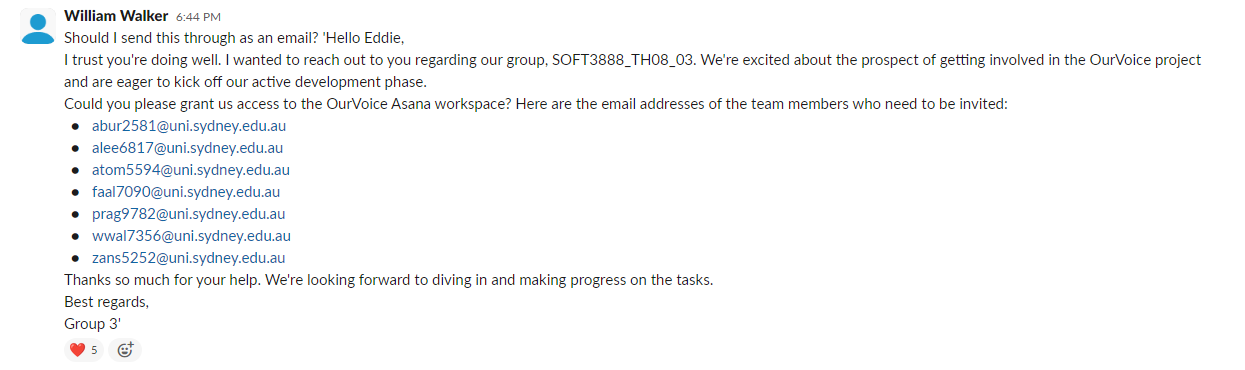 William Walker 6:44 PM
Should I send this through as an email? 'Hello Eddie,
I trust you're doing well. I wanted to reach out to you regarding our group, SOFT3888_TH08_03. We're excited about the prospect of getting involved in the OurVoice project
and are eager to kick off our active development phase.
Could you please grant us access to the OurVoice Asana workspace? Here are the email addresses of the team members who need to be invited:
• abur2581@uni.sydney.edu.au
• alee6817@uni.sydney.edu.au
• atom5594@uni.sydney.edu.au
• faal7090@uni.sydney.edu.au
• prag9782@uni.sydney.edu.au
• wwal7356@uni.sydney.edu.au
• zans5252@uni.sydney.edu.au
Thanks so much for your help. We're looking forward to diving in and making progress on the tasks.
Best regards,
Group 3'
❤️ 5